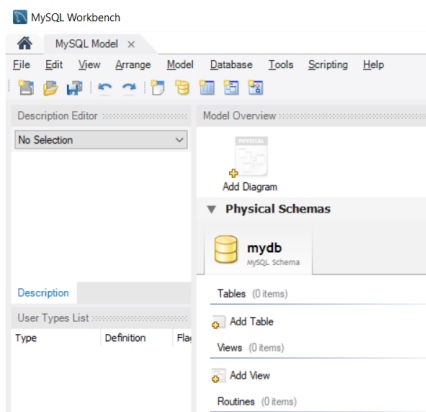 MySQL Workbench
MySQL Model ×
File Edit View Arrange Model Database Tools Scripting Help
Description Editor
No Selection
Description
User Types List
Type Definition Flag
Model Overview
Add Diagram
Physical Schemas
mydb
MySQL Schema
Tables (0 items)
Add Table
Views (0 items)
Add View
Routines (0 items)